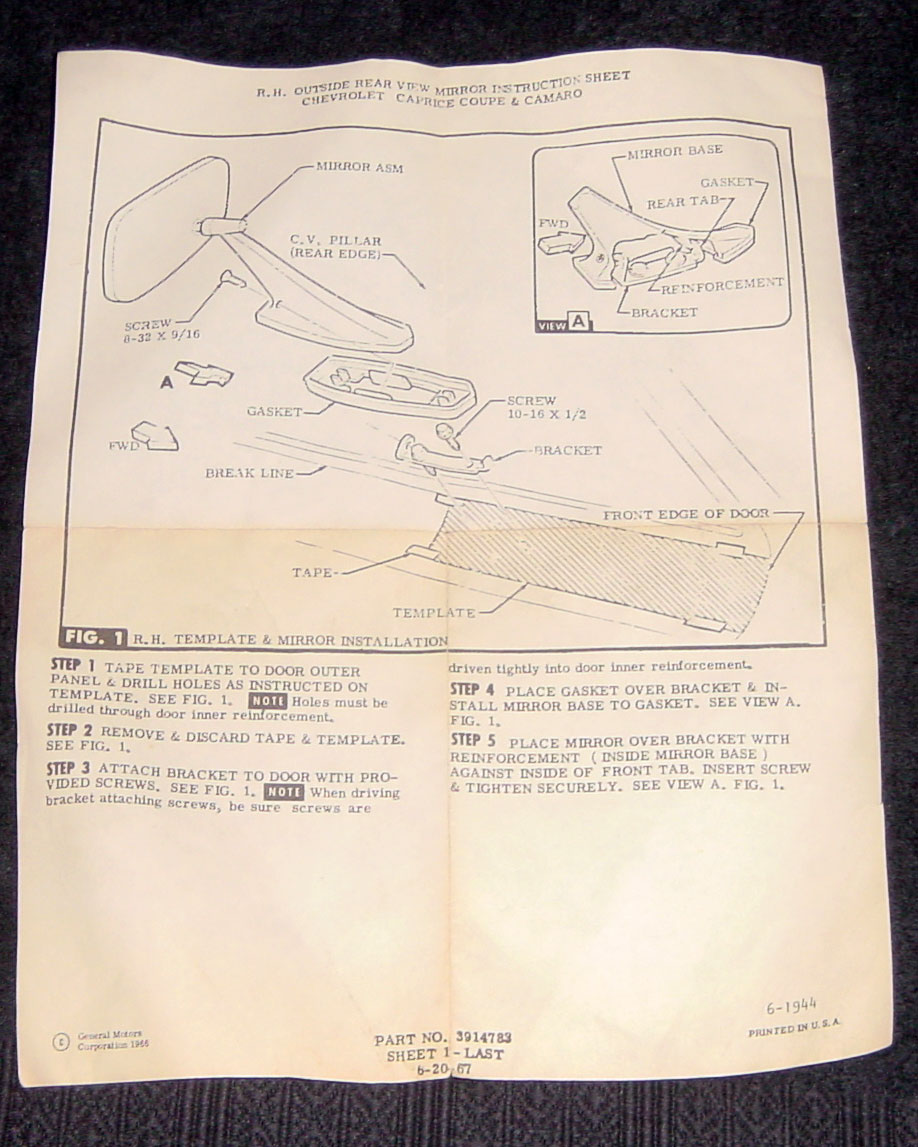 R.H. OUTSIDE REAR VIEW MIRROR INSTRUCTION SHEET
CHEVROLET CAPRICE COUPE & CAMARO
MIRROR ASM
C.V. PILLAR
(REAR EDGE)
SCREW
8-32 X 9/16
A
FWD
GASKET
SCREW
10-16 X 1/2
BRACKET
BREAK LINE
FRONT EDGE OF DOOR
TAPE
TEMPLATE
MIRROR BASE
GASKET
REAR TAB
FWD
REINFORCEMENT
BRACKET
VIEW A
FIG. 1 R.H. TEMPLATE & MIRROR INSTALLATION
STEP 1 TAPE TEMPLATE TO DOOR OUTER
PANEL & DRILL HOLES AS INSTRUCTED ON
TEMPLATE. SEE FIG. 1. NOTE Holes must be
drilled through door inner reinforcement.
STEP 2 REMOVE & DISCARD TAPE & TEMPLATE.
SEE FIG. 1.
STEP 3 ATTACH BRACKET TO DOOR WITH PRO-
VIDED SCREWS. SEE FIG. 1. NOTE When driving
bracket attaching screws, be sure screws are
driven tightly into door inner reinforcement.
STEP 4 PLACE GASKET OVER BRACKET & IN-
STALL MIRROR BASE TO GASKET. SEE VIEW A.
FIG. 1.
STEP 5 PLACE MIRROR OVER BRACKET WITH
REINFORCEMENT (INSIDE MIRROR BASE)
AGAINST INSIDE OF FRONT TAB. INSERT SCREW
& TIGHTEN SECURELY. SEE VIEW A. FIG. 1.
© General Motors
Corporation 1966
PART NO. 3914783
SHEET 1-LAST
6-20-67
6-1944
PRINTED IN U.S.A.